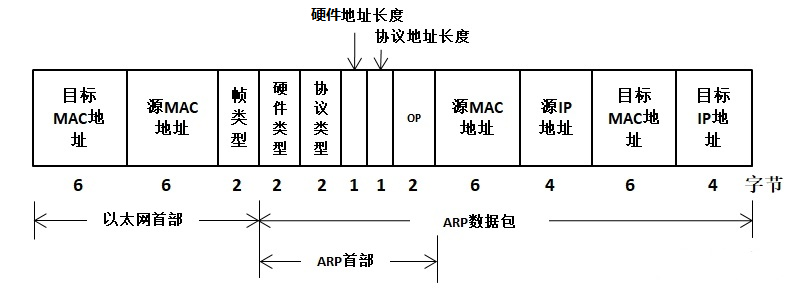 硬件地址长度
协议地址长度
目标
MAC地
址
源MAC
地址
帧类型
硬件类型
协议类型
OP
源MAC
地址
源IP
地址
目标
MAC地
址
目标
IP地
址
6 6 2 2 2 1 1 2 6 4 6 4 字节
以太网首部 ARP数据包
ARP首部